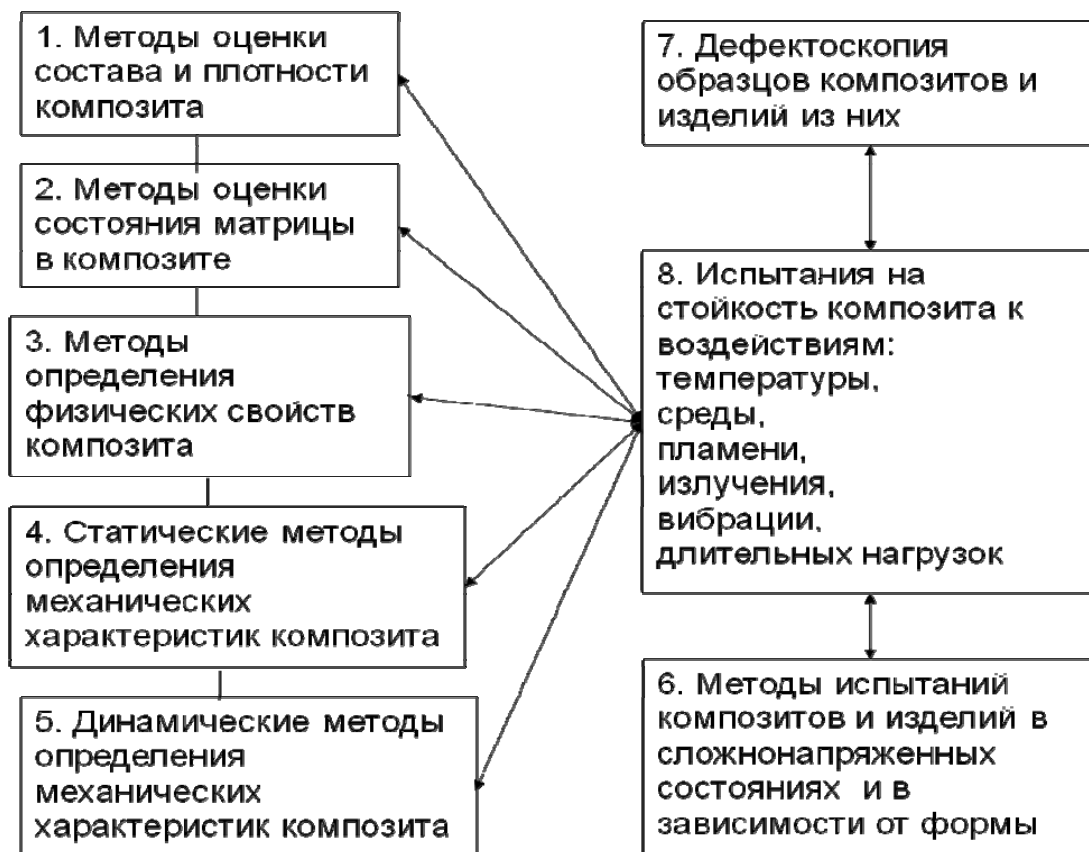 1. Методы оценки
состава и плотности
композита
2. Методы оценки
состояния матрицы
в композите
3. Методы
определения
физических свойств
композита
4. Статические методы
определения
механических
характеристик композита
5. Динамические методы
определения
механических
характеристик композита
7. Дефектоскопия
образцов композитов и
изделий из них
8. Испытания на
стойкость композита к
воздействиям:
температуры,
среды,
пламени,
излучения,
вибрации,
длительных нагрузок
6. Методы испытаний
композитов и изделий в
сложнонапряженных
состояниях и в
зависимости от формы